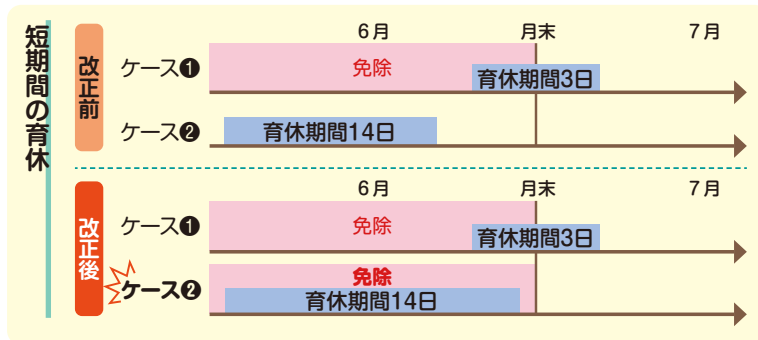 短期間の育休
改正前
6月 月末 7月
ケース❶ 免除
育休期間3日
ケース❷ 育休期間14日
改正後
6月 月末 7月
ケース❶ 免除
育休期間3日
ケース❷ 免除
育休期間14日